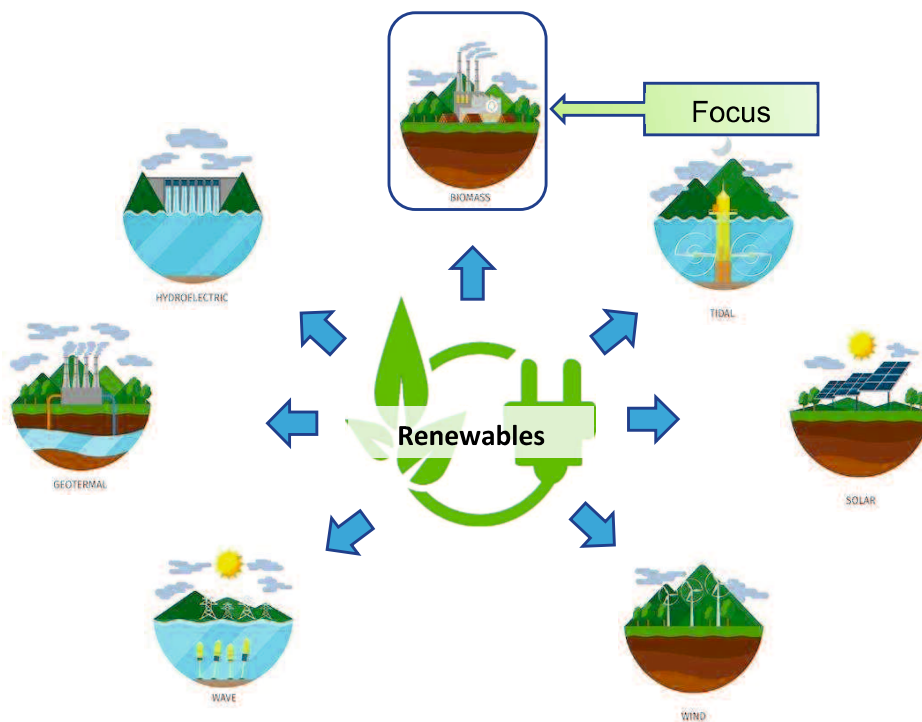 Focus
BIOMASS
HYDROELECTRIC
TIDAL
Renewables
GEOTERMAL
SOLAR
WAVE
WIND